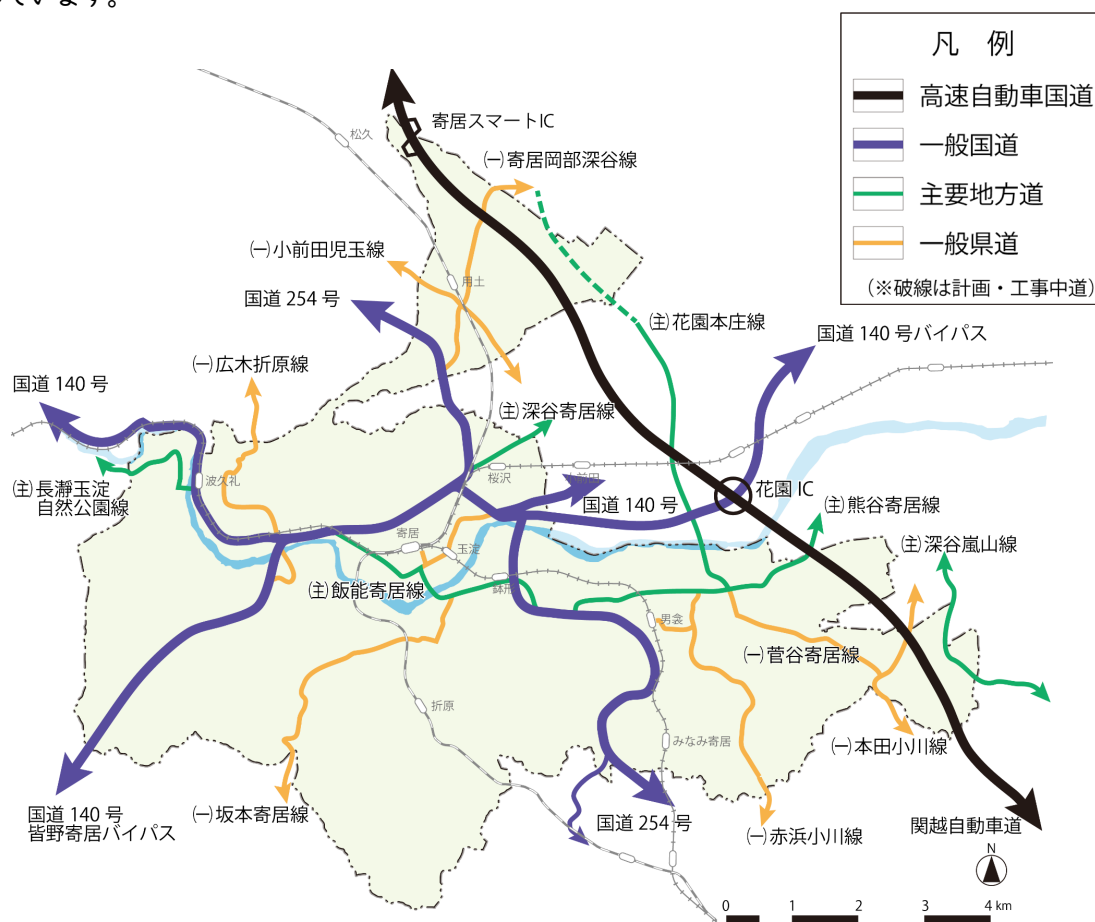 ています。
凡 例
高速自動車国道
一般国道
主要地方道
一般県道
(※破線は計画・工事中道)
寄居スマートIC
松久
㈠寄居岡部深谷線
㈠小前田児玉線
用土
国道 254 号
㈮花園本庄線
国道 140 号バイパス
㈠広木折原線
国道 140 号
㈮深谷寄居線
桜沢
小前田
波久礼
㈮長瀞玉淀
自然公園線
国道 140 号
花園 IC
㈮熊谷寄居線
寄居
玉淀
㈮深谷嵐山線
㈮飯能寄居線
鉢形
男衾
㈠菅谷寄居線
折原
みなみ寄居
㈠本田小川線
国道 140 号
皆野寄居バイパス
㈠坂本寄居線
国道 254 号
㈠赤浜小川線
関越自動車道
N
0 1 2 3 4 km